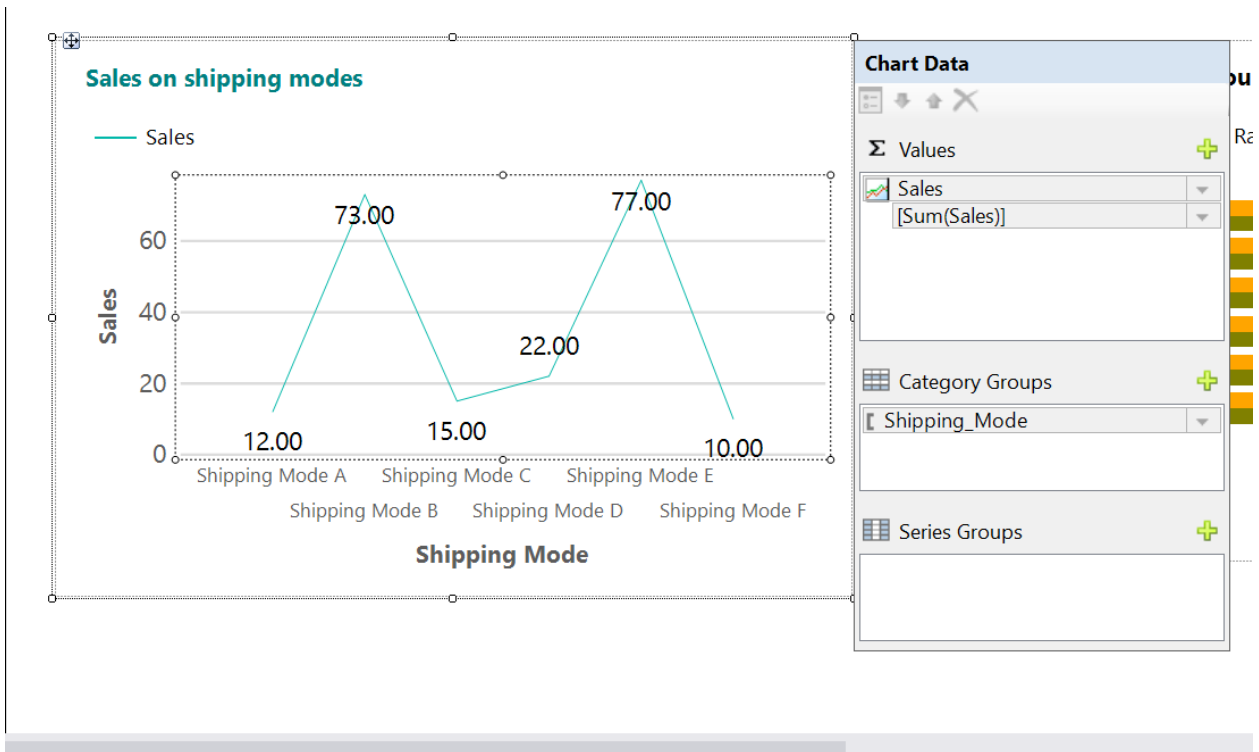 Sales on shipping modes
Sales
73.00
77.00
60
40
22.00
20
12.00
15.00
10.00
0
Sales
Shipping Mode A
Shipping Mode C
Shipping Mode E
Shipping Mode B
Shipping Mode D
Shipping Mode F
Shipping Mode
Chart Data
Σ Values
Sales
[Sum(Sales)]
Category Groups
Shipping_Mode
Series Groups